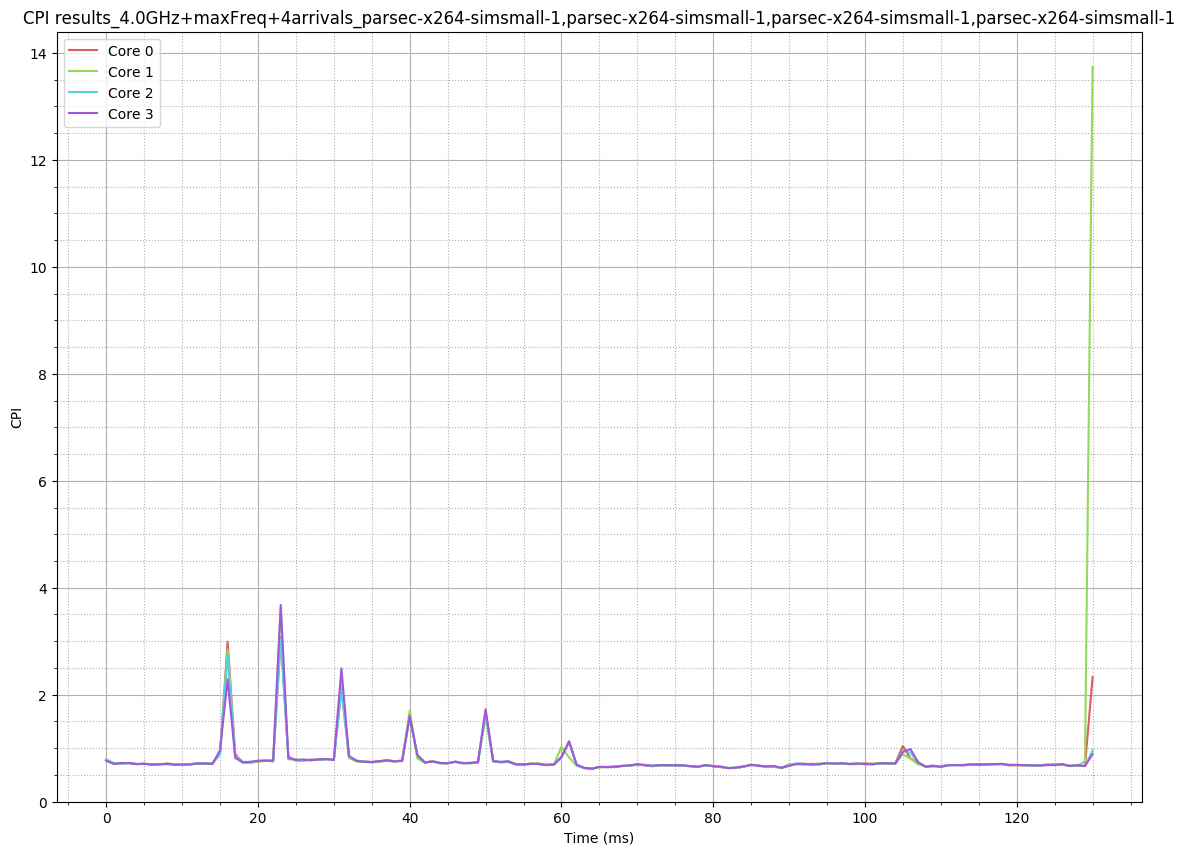 CPI results_4.0GHz+maxFreq+4arrivals_parsec-x264-simsmall-1,parsec-x264-simsmall-1,parsec-x264-simsmall-1,parsec-x264-simsmall-1
Core 0
Core 1
Core 2
Core 3
14
12
10
8
6
4
2
0
CPI
0 20 40 60 80 100 120
Time (ms)